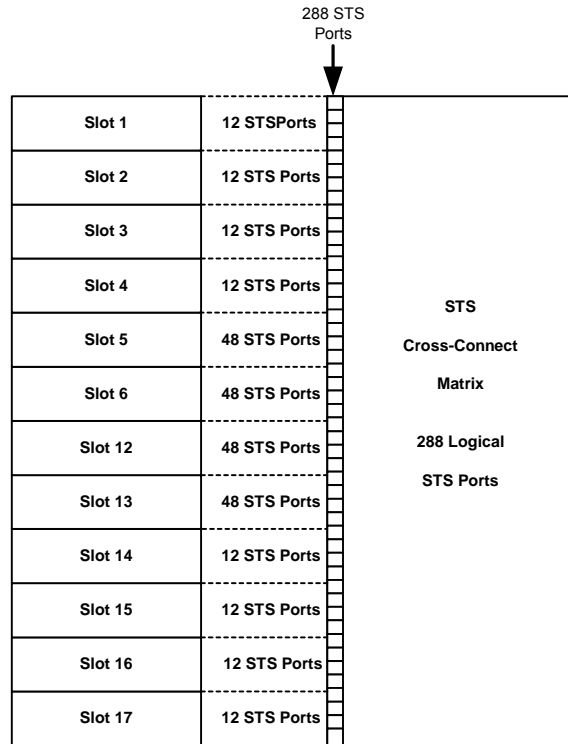 288 STS
Ports
Slot 1
12 STSPorts
Slot 2
12 STS Ports
Slot 3
12 STS Ports
Slot 4
12 STS Ports
Slot 5
48 STS Ports
Slot 6
48 STS Ports
Slot 12
48 STS Ports
Slot 13
48 STS Ports
Slot 14
12 STS Ports
Slot 15
12 STS Ports
Slot 16
12 STS Ports
Slot 17
12 STS Ports
STS
Cross-Connect
Matrix
288 Logical
STS Ports